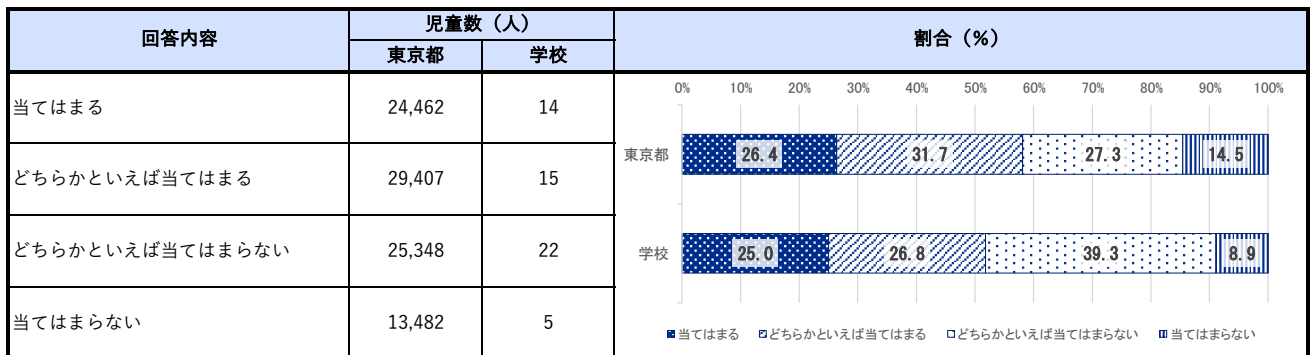 回答内容 児童数（人） 割合（％）
東京都 学校
当てはまる 24,462 14
どちらかといえば当てはまる 29,407 15
どちらかといえば当てはまらない 25,348 22
当てはまらない 13,482 5
0% 10% 20% 30% 40% 50% 60% 70% 80% 90% 100%
東京都 26.4 31.7 27.3 14.5
学校 25.0 26.8 39.3 8.9
当てはまる どちらかといえば当てはまる どちらかといえば当てはまらない 当てはまらない